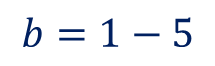 b = 1 − 5